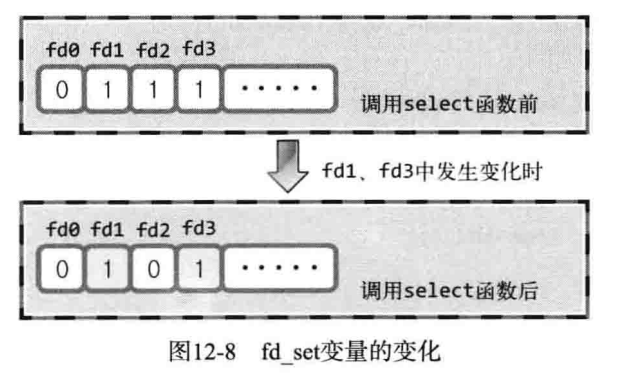 fd0 fd1 fd2 fd3
0 1 1 1 ·····
调用select函数前
fd1、fd3中发生变化时
fd0 fd1 fd2 fd3
0 1 0 1 ·····
调用select函数后
图12-8 fd_set变量的变化